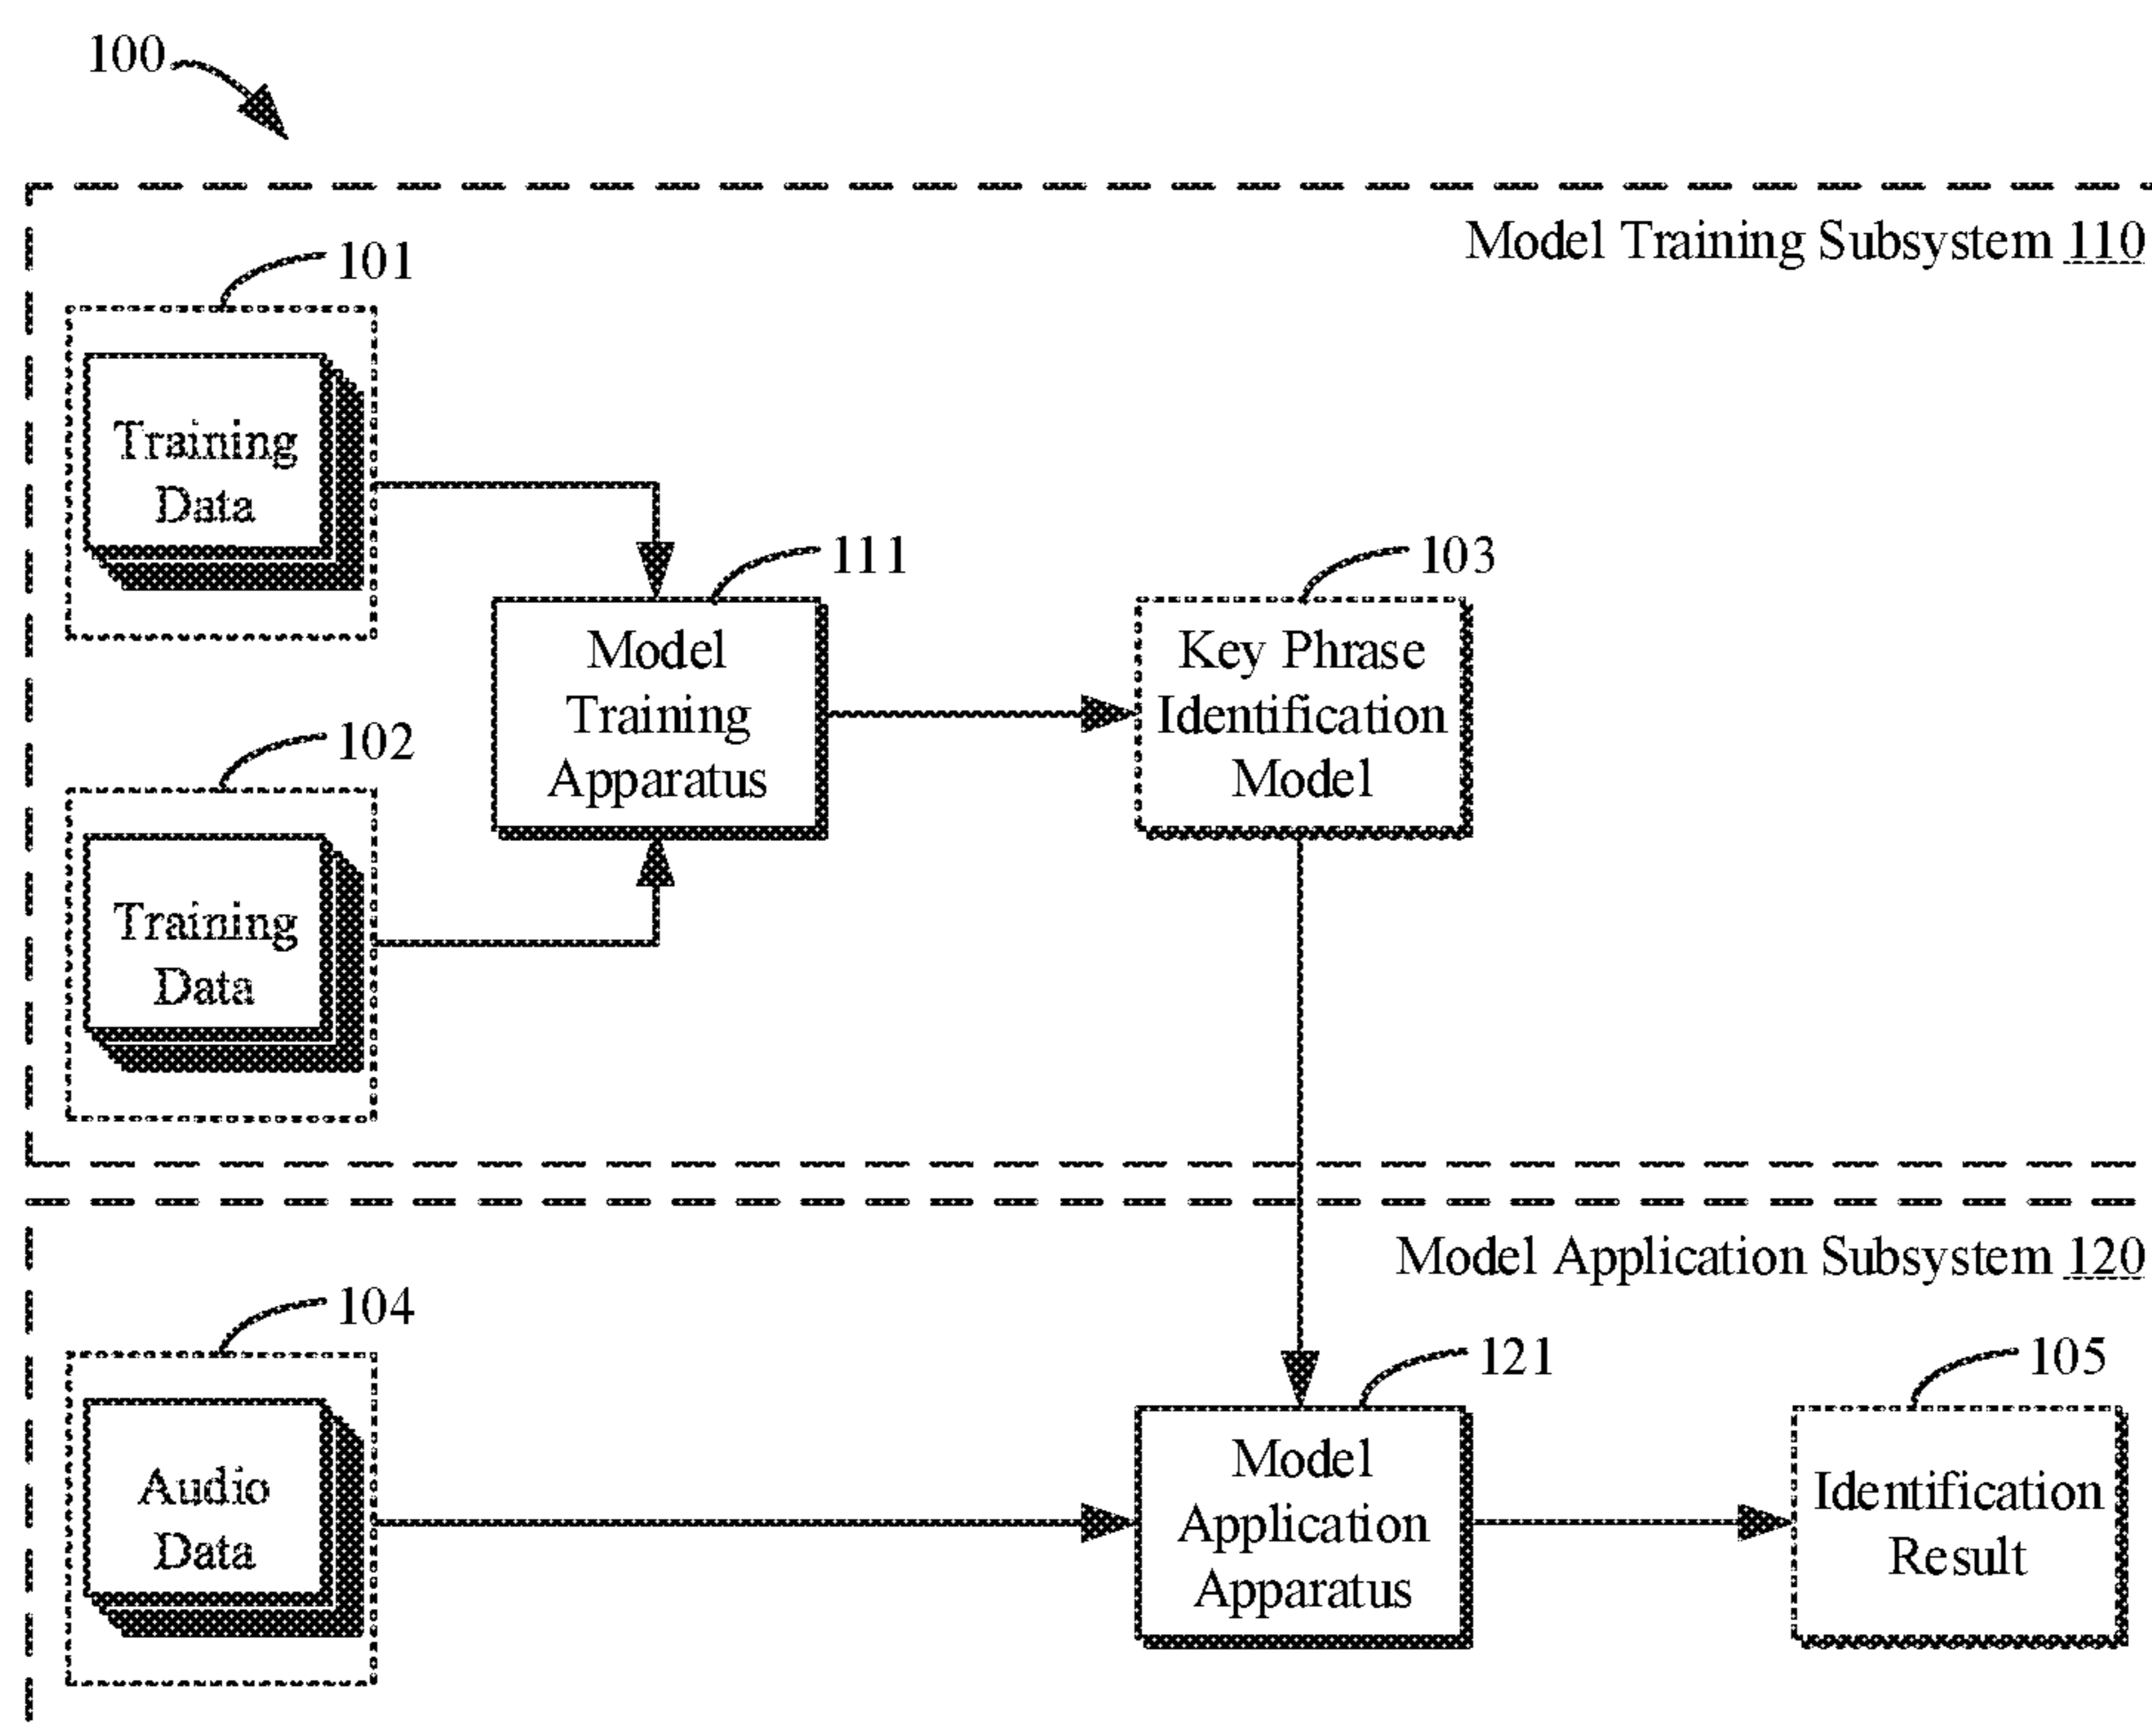 100
Model Training Subsystem 110
101
Training
Data
111
Model
Training
Apparatus
103
Key Phrase
Identification
Model
102
Training
Data
Model Application Subsystem 120
104
Audio
Data
121
Model
Application
Apparatus
105
Identification
Result